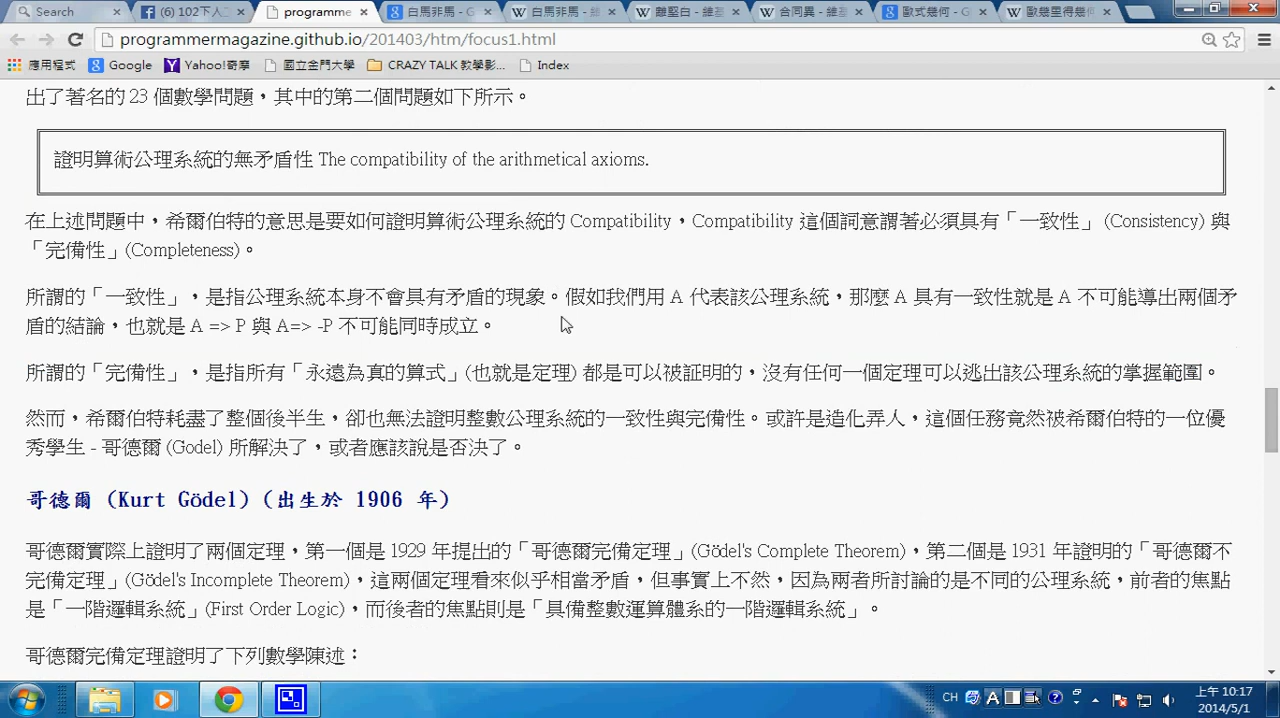 Search
(6) 102下人工
programme
白馬非馬 - G
白馬非馬 - 維基
離堅白 - 維基
合同異 - 維基
歐式幾何 - G
歐幾里得幾何
programmermagazine.github.io/201403/htm/focus1.html
應用程式 Google Yahoo!奇摩 國立金門大學 CRAZY TALK 教學影... Index
出了著名的 23 個數學問題，其中的第二個問題如下所示。
證明算術公理系統的無矛盾性 The compatibility of the arithmetical axioms.
在上述問題中，希爾伯特的意思是要如何證明算術公理系統的 Compatibility，Compatibility 這個詞意謂著必須具有「一致性」 (Consistency) 與
「完備性」(Completeness)。
所謂的「一致性」，是指公理系統本身不會具有矛盾的現象。假如我們用 A 代表該公理系統，那麼 A 具有一致性就是 A 不可能導出兩個矛
盾的結論，也就是 A => P 與 A=> -P 不可能同時成立。
所謂的「完備性」，是指所有「永遠為真的算式」(也就是定理) 都是可以被証明的，沒有任何一個定理可以逃出該公理系統的掌握範圍。
然而，希爾伯特耗盡了整個後半生，卻也無法證明整數公理系統的一致性與完備性。或許是造化弄人，這個任務竟然被希爾伯特的一位優
秀學生 - 哥德爾 (Godel) 所解決了，或者應該說是否決了。
哥德爾 (Kurt Gödel) (出生於 1906 年)
哥德爾實際上證明了兩個定理，第一個是 1929 年提出的「哥德爾完備定理」(Gödel's Complete Theorem)，第二個是 1931 年證明的「哥德爾不
完備定理」(Gödel's Incomplete Theorem)，這兩個定理看來似乎相當矛盾，但事實上不然，因為兩者所討論的是不同的公理系統，前者的焦點
是「一階邏輯系統」(First Order Logic)，而後者的焦點則是「具備整數運算體系的一階邏輯系統」。
哥德爾完備定理證明了下列數學陳述：
CH
上午 10:17
2014/5/1